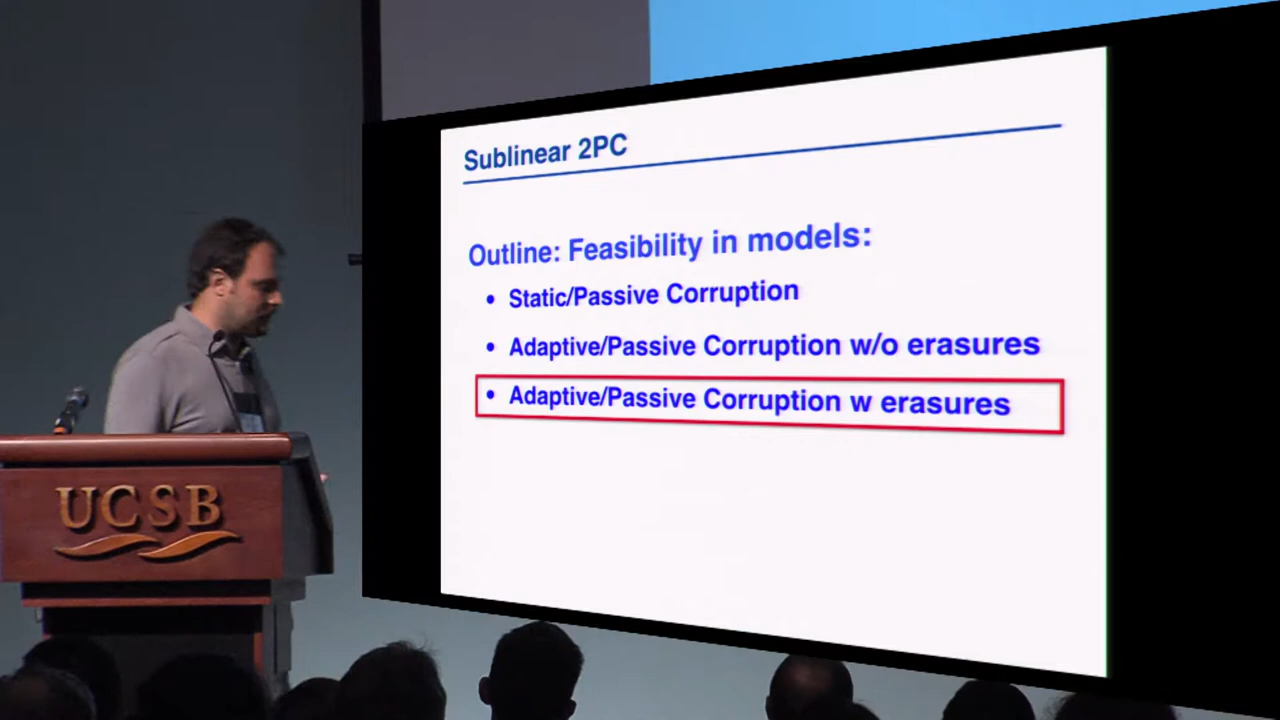 Sublinear 2PC
Outline: Feasibility in models:
• Static/Passive Corruption
• Adaptive/Passive Corruption w/o erasures
• Adaptive/Passive Corruption w erasures
UCSB